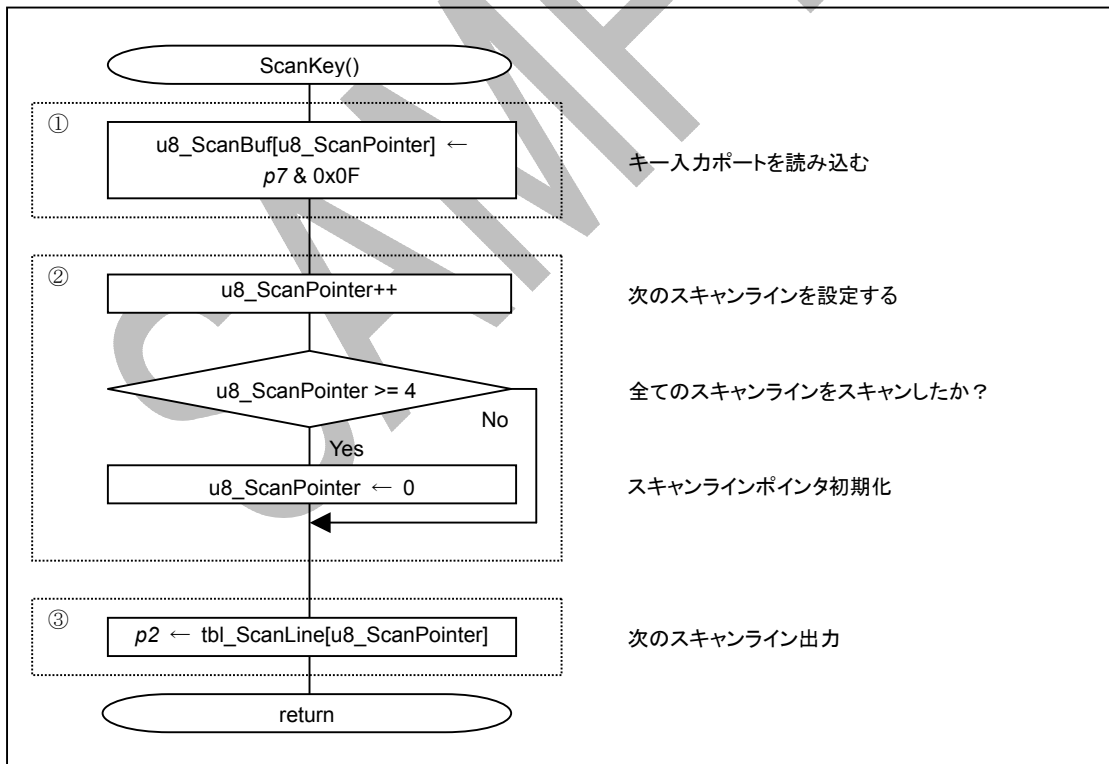 ScanKey()
①
u8_ScanBuf[u8_ScanPointer] ←
p7 & 0x0F
キー入力ポートを読み込む
②
u8_ScanPointer++
次のスキャンラインを設定する
u8_ScanPointer >= 4
全てのスキャンラインをスキャンしたか？
No
Yes
u8_ScanPointer ← 0
スキャンラインポインタ初期化
③
p2 ← tbl_ScanLine[u8_ScanPointer]
次のスキャンライン出力
return